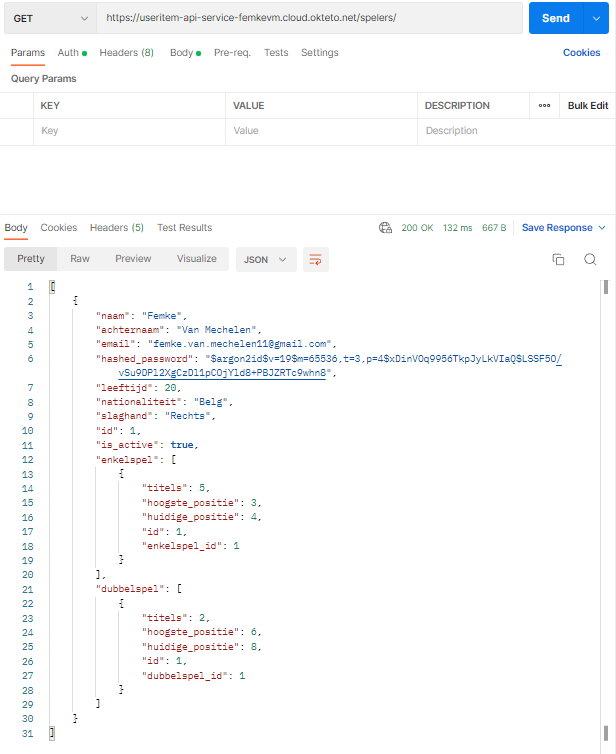 GET https://useritem-api-service-femkevm.cloud.okteto.net/spelers/ Send
Params Auth Headers (8) Body Pre-req. Tests Settings Cookies
Query Params
KEY VALUE DESCRIPTION ooo Bulk Edit
Key Value Description
Body Cookies Headers (5) Test Results 200 OK 132 ms 667 B Save Response
Pretty Raw Preview Visualize JSON
1 [
2 {
3 "naam": "Femke",
4 "achternaam": "Van Mechelen",
5 "email": "femke.van.mechelen11@gmail.com",
6 "hashed_password": "$argon2id$v=19$m=65536,t=3,p=4$xDinVOq9956TkpJyLkVIaQ$LSSF5O/
vSu9DPl2XgCzDl1pCOjYld8+PBJZRTc9whn8",
7 "leeftijd": 20,
8 "nationaliteit": "Belg",
9 "slaghand": "Rechts",
10 "id": 1,
11 "is_active": true,
12 "enkelspel": [
13 {
14 "titels": 5,
15 "hoogste_positie": 3,
16 "huidige_positie": 4,
17 "id": 1,
18 "enkelspel_id": 1
19 }
20 ],
21 "dubbelspel": [
22 {
23 "titels": 2,
24 "hoogste_positie": 6,
25 "huidige_positie": 8,
26 "id": 1,
27 "dubbelspel_id": 1
28 }
29 ]
30 }
31 ]